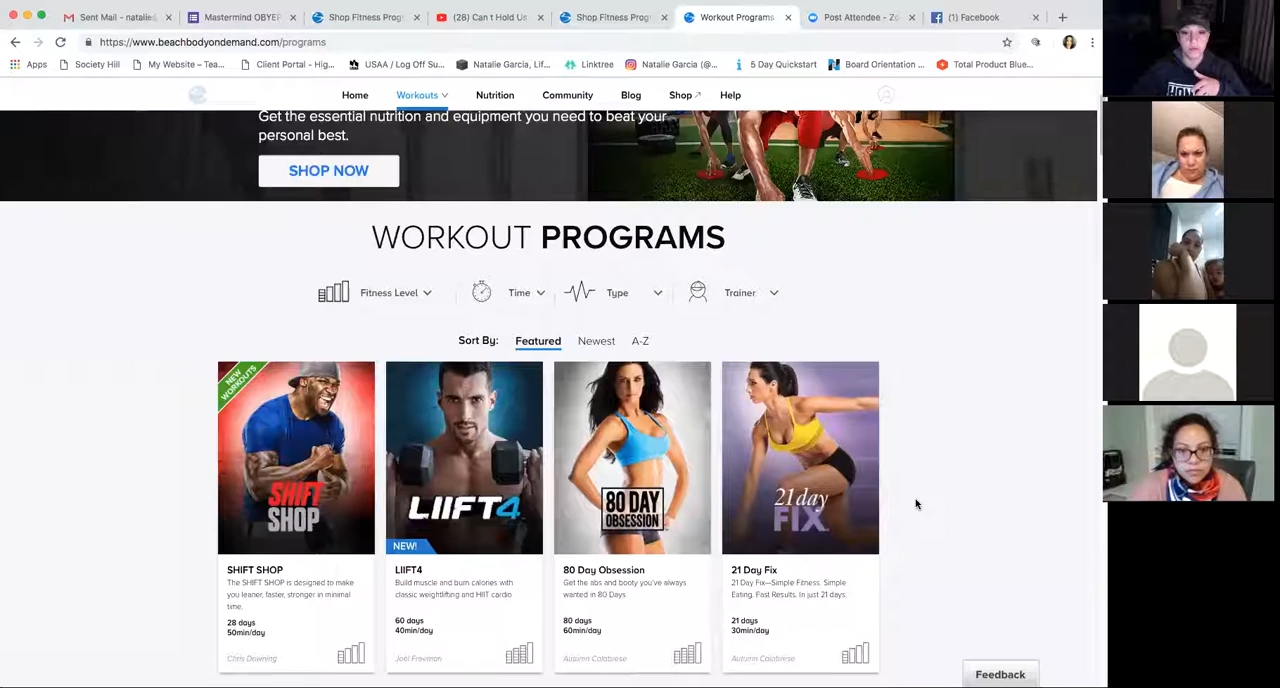 Sent Mail - natalie
Mastermind OBYEP
Shop Fitness Prog
(28) Can t Hold Us
Shop Fitness Prog
Workout Programs
Post Attendee - Zo
(1) Facebook
https://www.beachbodyondemand.com/programs
Apps
Society Hill
My Website – Tea...
Client Portal - Hig...
USAA / Log Off Su...
Natalie Garcia, Lif...
Linktree
Natalie Garcia (@...
5 Day Quickstart
Board Orientation ...
Total Product Blue...
Home
Workouts
Nutrition
Community
Blog
Shop
Help
Get the essential nutrition and equipment you need to beat your
personal best.
SHOP NOW
WORKOUT PROGRAMS
Fitness Level
Time
Type
Trainer
Sort By: Featured Newest A-Z
NEW
WORKOUTS
SHIFT
SHOP
LIIFT4
NEW!
80 DAY
OBSESSION
21 day
FIX
SHIFT SHOP
The SHIFT SHOP is designed to make
you leaner, faster, stronger in minimal
time.
28 days
50min/day
Chris Downing
LIIFT4
Build muscle and burn calories with
classic weightlifting and HIIT cardio
60 days
40min/day
Joel Freeman
80 Day Obsession
Get the abs and booty you've always
wanted in 80 Days
80 days
60min/day
Autumn Calabrese
21 Day Fix
21 Day Fix—Simple Fitness. Simple
Eating. Fast Results. In just 21 days.
21 days
30min/day
Autumn Calabrese
Feedback